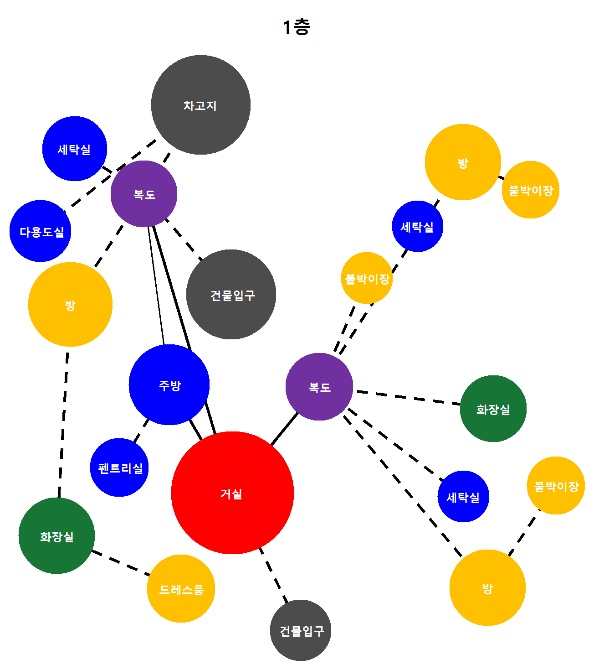 1층
차고지
세탁실
방
복도
붙박이장
다용도실
세탁실
건물입구
붙박이장
방
주방
복도
화장실
펜트리실
거실
세탁실
붙박이장
화장실
드레스룸
방
건물입구